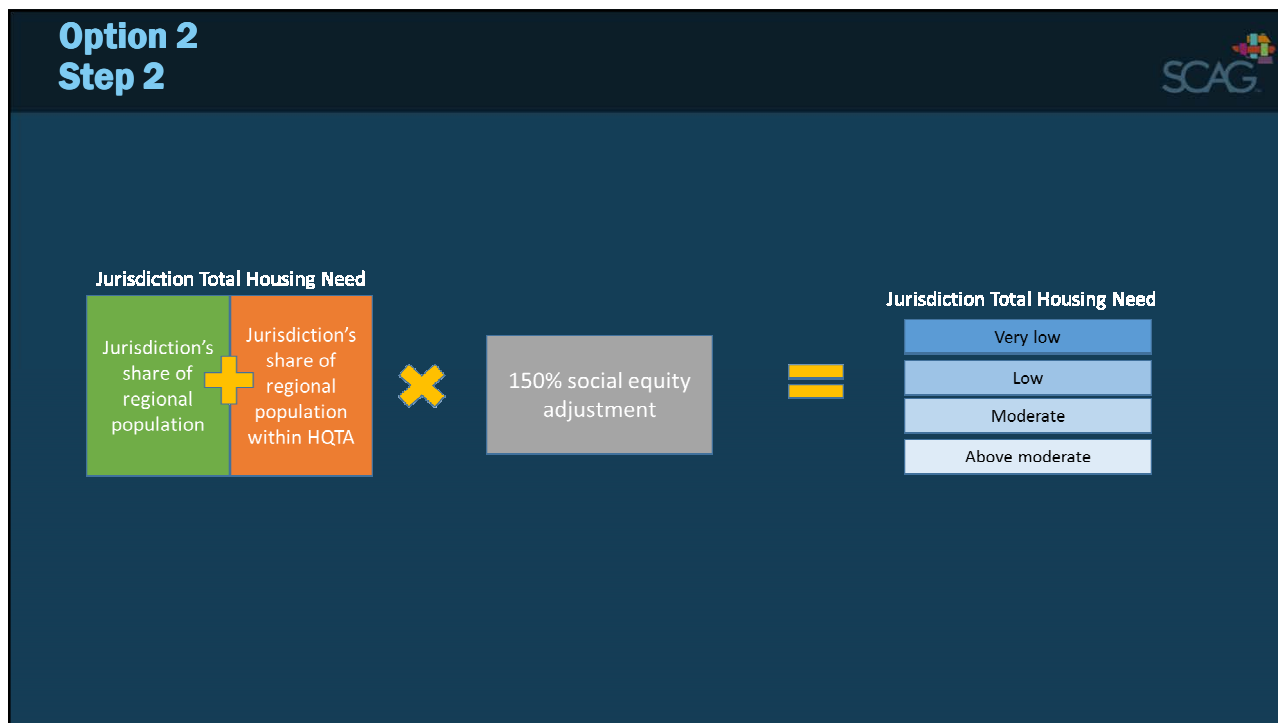 Option 2
Step 2
SCAG
Jurisdiction Total Housing Need
Jurisdiction's
share of
regional
population
Jurisdiction's
share of
regional
population
within HQTA
150% social equity
adjustment
Jurisdiction Total Housing Need
Very low
Low
Moderate
Above moderate